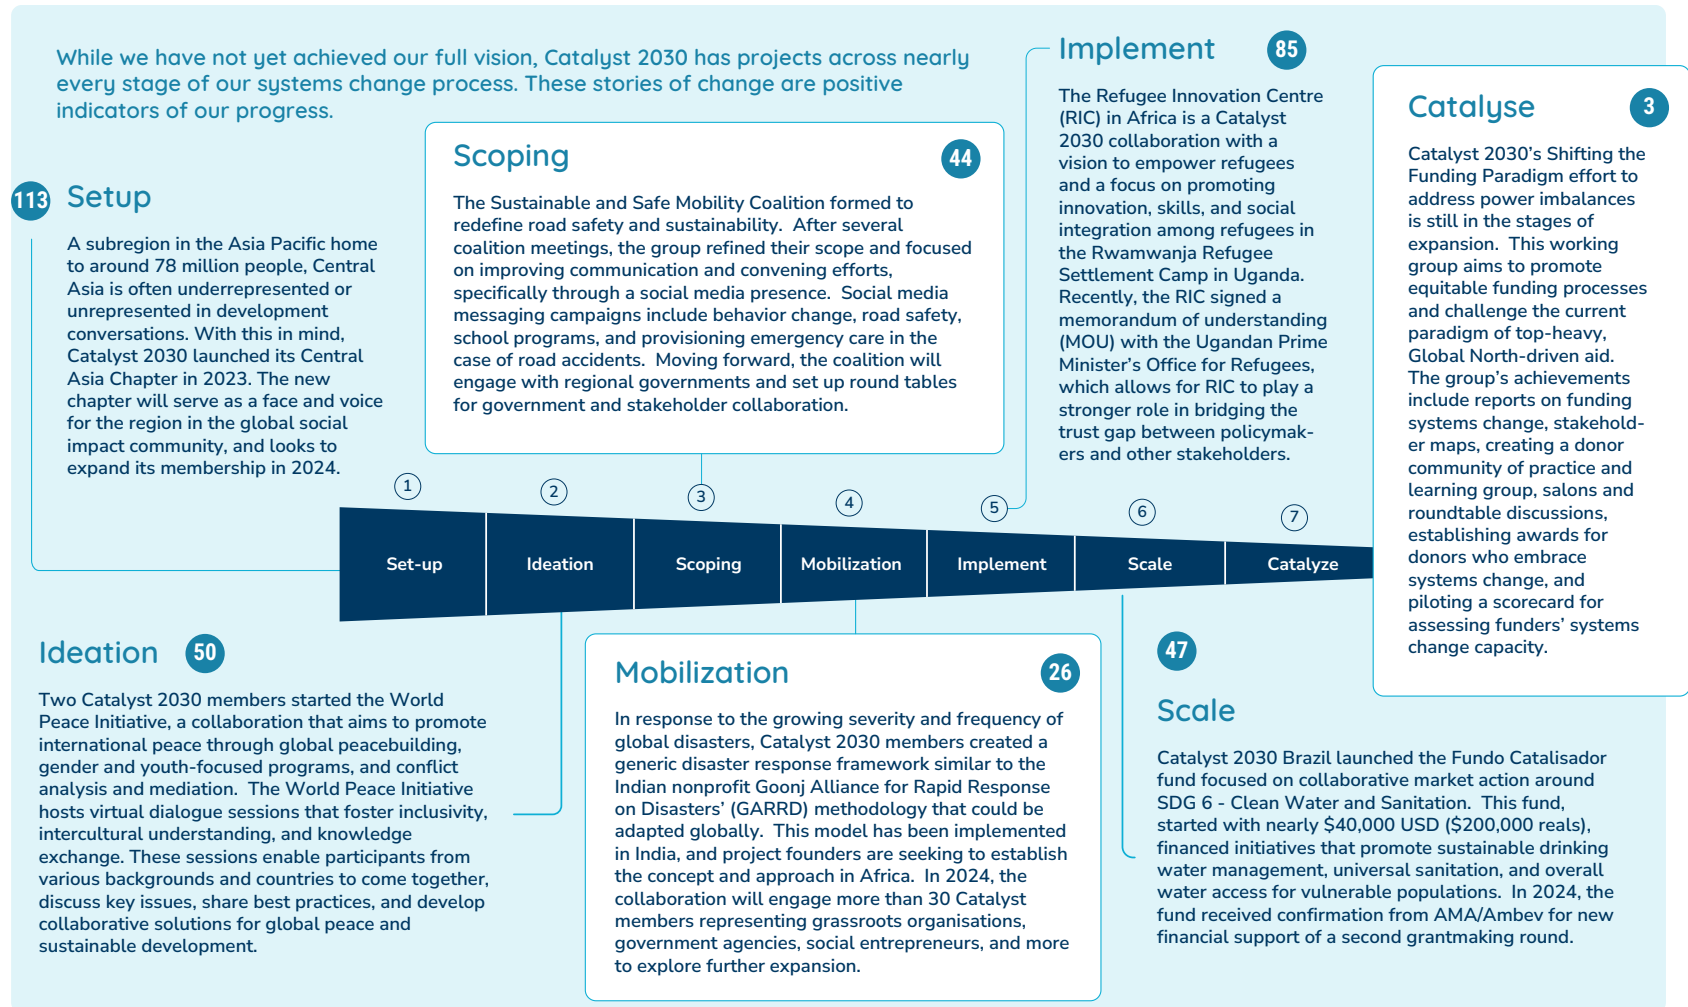 While we have not yet achieved our full vision, Catalyst 2030 has projects across nearly
every stage of our systems change process. These stories of change are positive
indicators of our progress.
113
Setup
A subregion in the Asia Pacific home
to around 78 million people, Central
Asia is often underrepresented or
unrepresented in development
conversations. With this in mind,
Catalyst 2030 launched its Central
Asia Chapter in 2023. The new
chapter will serve as a face and voice
for the region in the global social
impact community, and looks to
expand its membership in 2024.
Scoping
44
The Sustainable and Safe Mobility Coalition formed to
redefine road safety and sustainability.  After several
coalition meetings, the group refined their scope and focused
on improving communication and convening efforts,
specifically through a social media presence.  Social media
messaging campaigns include behavior change, road safety,
school programs, and provisioning emergency care in the
case of road accidents.  Moving forward, the coalition will
engage with regional governments and set up round tables
for government and stakeholder collaboration.
Implement
85
The Refugee Innovation Centre
(RIC) in Africa is a Catalyst
2030 collaboration with a
vision to empower refugees
and a focus on promoting
innovation, skills, and social
integration among refugees in
the Rwamwanja Refugee
Settlement Camp in Uganda.
Recently, the RIC signed a
memorandum of understanding
(MOU) with the Ugandan Prime
Minister's Office for Refugees,
which allows for RIC to play a
stronger role in bridging the
trust gap between policymak-
ers and other stakeholders.
Catalyse
3
Catalyst 2030's Shifting the
Funding Paradigm effort to
address power imbalances
is still in the stages of
expansion.  This working
group aims to promote
equitable funding processes
and challenge the current
paradigm of top-heavy,
Global North-driven aid.
The group's achievements
include reports on funding
systems change, stakehold-
er maps, creating a donor
community of practice and
learning group, salons and
roundtable discussions,
establishing awards for
donors who embrace
systems change, and
piloting a scorecard for
assessing funders' systems
change capacity.
1
2
3
4
5
6
7
Set-up
Ideation
Scoping
Mobilization
Implement
Scale
Catalyze
Ideation
50
Two Catalyst 2030 members started the World
Peace Initiative, a collaboration that aims to promote
international peace through global peacebuilding,
gender and youth-focused programs, and conflict
analysis and mediation.  The World Peace Initiative
hosts virtual dialogue sessions that foster inclusivity,
intercultural understanding, and knowledge
exchange. These sessions enable participants from
various backgrounds and countries to come together,
discuss key issues, share best practices, and develop
collaborative solutions for global peace and
sustainable development.
Mobilization
26
In response to the growing severity and frequency of
global disasters, Catalyst 2030 members created a
generic disaster response framework similar to the
Indian nonprofit Goonj Alliance for Rapid Response
on Disasters' (GARRD) methodology that could be
adapted globally.  This model has been implemented
in India, and project founders are seeking to establish
the concept and approach in Africa.  In 2024, the
collaboration will engage more than 30 Catalyst
members representing grassroots organisations,
government agencies, social entrepreneurs, and more
to explore further expansion.
47
Scale
Catalyst 2030 Brazil launched the Fundo Catalisador
fund focused on collaborative market action around
SDG 6 - Clean Water and Sanitation.  This fund,
started with nearly $40,000 USD ($200,000 reals),
financed initiatives that promote sustainable drinking
water management, universal sanitation, and overall
water access for vulnerable populations.  In 2024, the
fund received confirmation from AMA/Ambev for new
financial support of a second grantmaking round.